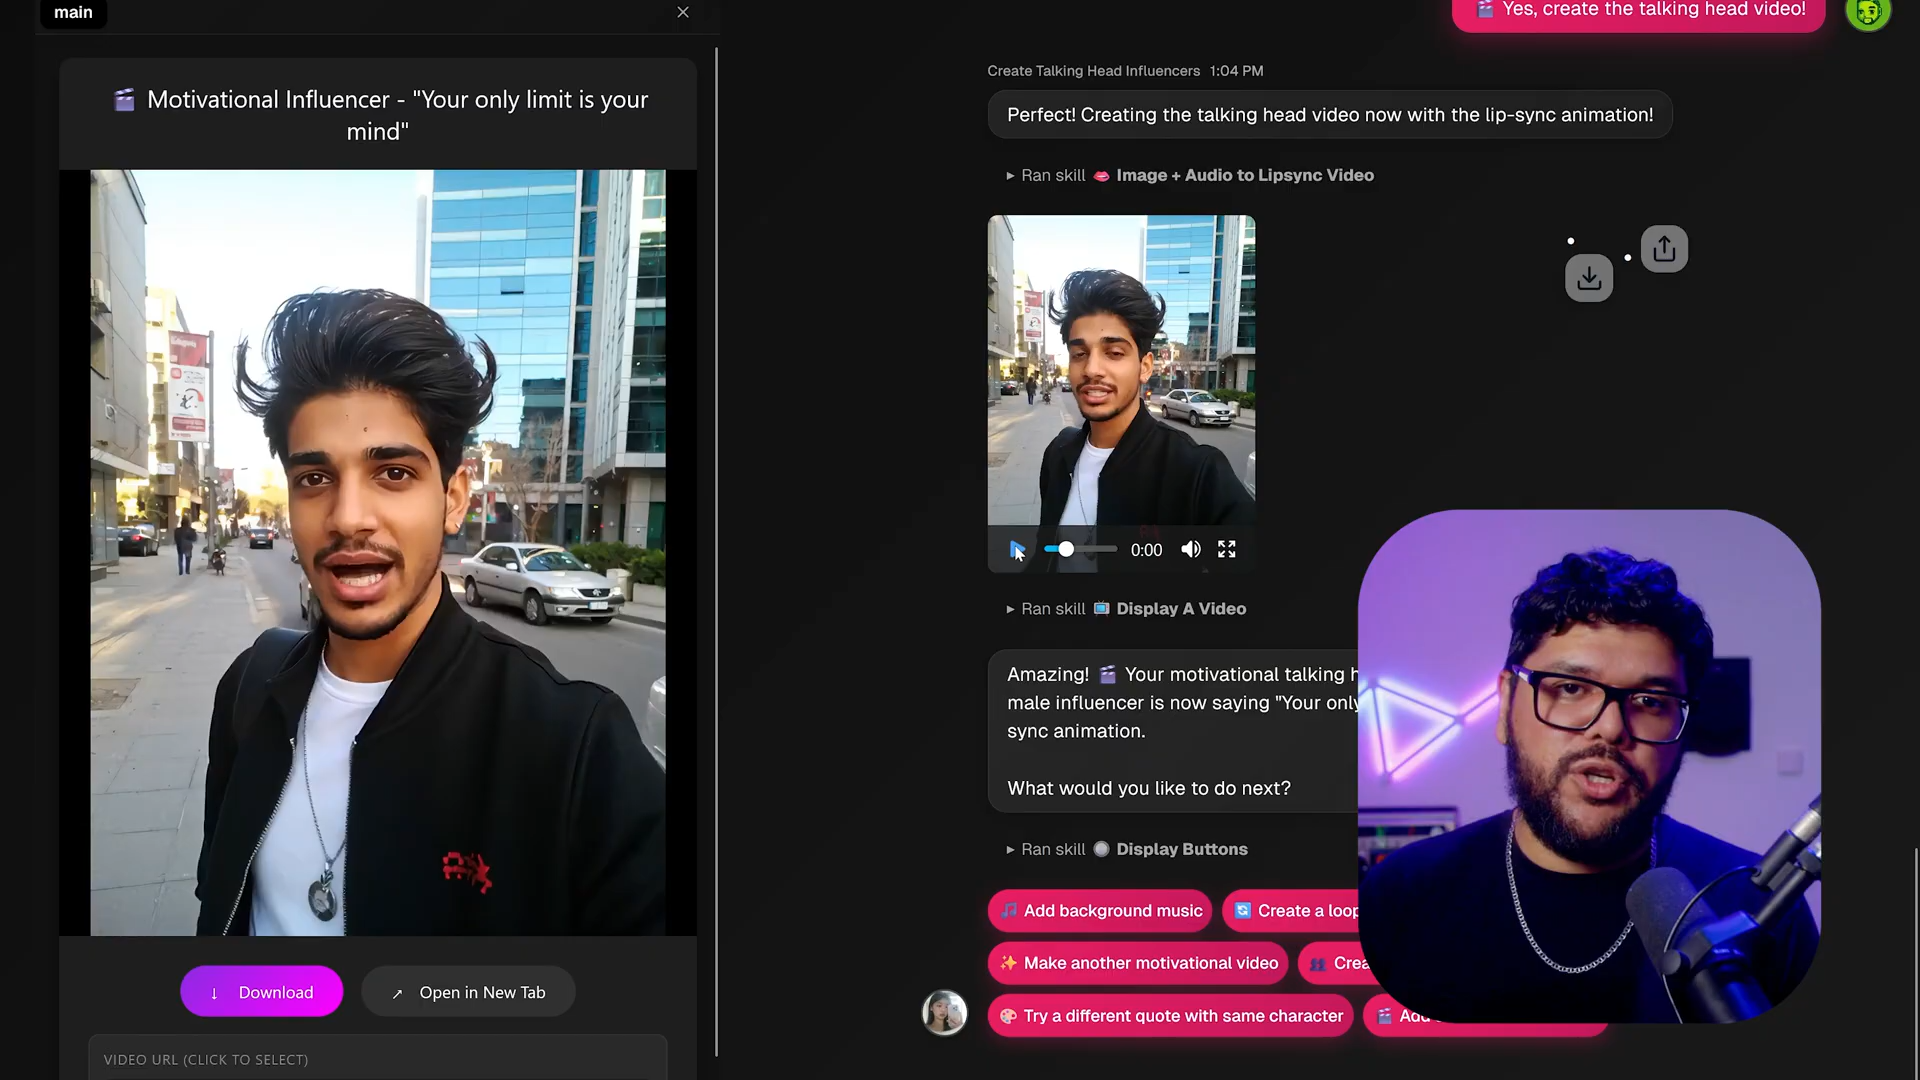 main
Motivational Influencer - "Your only limit is your
mind"
Download
Open in New Tab
VIDEO URL (CLICK TO SELECT)
Yes, create the talking head video!
Create Talking Head Influencers 1:04 PM
Perfect! Creating the talking head video now with the lip-sync animation!
Ran skill Image + Audio to Lipsync Video
0:00
Ran skill Display A Video
Amazing! Your motivational talking h
male influencer is now saying "Your only
sync animation.
What would you like to do next?
Ran skill Display Buttons
Add background music
Create a loop
Make another motivational video
Crea
Try a different quote with same character